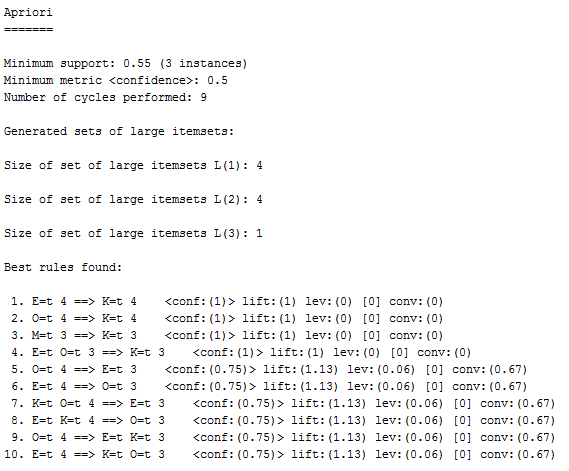 Apriori
=======
Minimum support: 0.55 (3 instances)
Minimum metric <confidence>: 0.5
Number of cycles performed: 9
Generated sets of large itemsets:
Size of set of large itemsets L(1): 4
Size of set of large itemsets L(2): 4
Size of set of large itemsets L(3): 1
Best rules found:
1. E=t 4 ==> K=t 4    <conf:(1)> lift:(1) lev:(0) [0] conv:(0)
2. O=t 4 ==> K=t 4    <conf:(1)> lift:(1) lev:(0) [0] conv:(0)
3. M=t 3 ==> K=t 3    <conf:(1)> lift:(1) lev:(0) [0] conv:(0)
4. E=t O=t 3 ==> K=t 3    <conf:(1)> lift:(1) lev:(0) [0] conv:(0)
5. O=t 4 ==> E=t 3    <conf:(0.75)> lift:(1.13) lev:(0.06) [0] conv:(0.67)
6. E=t 4 ==> O=t 3    <conf:(0.75)> lift:(1.13) lev:(0.06) [0] conv:(0.67)
7. K=t O=t 4 ==> E=t 3    <conf:(0.75)> lift:(1.13) lev:(0.06) [0] conv:(0.67)
8. E=t K=t 4 ==> O=t 3    <conf:(0.75)> lift:(1.13) lev:(0.06) [0] conv:(0.67)
9. O=t 4 ==> E=t K=t 3    <conf:(0.75)> lift:(1.13) lev:(0.06) [0] conv:(0.67)
10. E=t 4 ==> K=t O=t 3    <conf:(0.75)> lift:(1.13) lev:(0.06) [0] conv:(0.67)